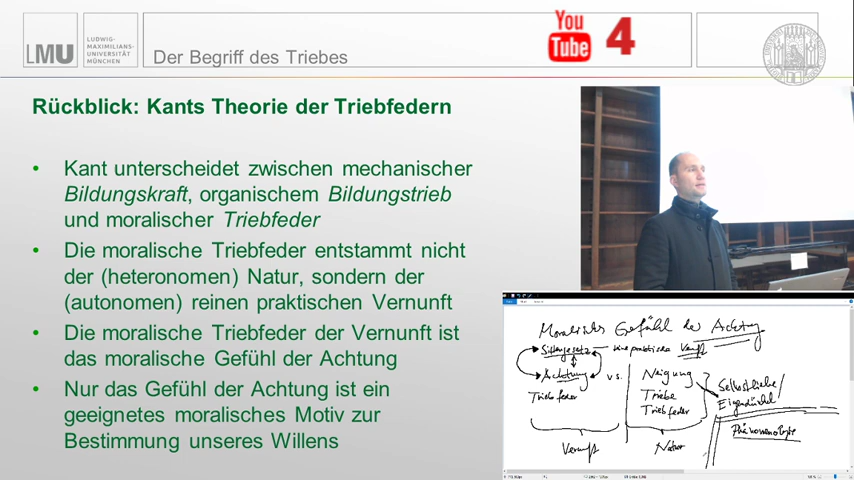 LMU
LUDWIG-
MAXIMILIANS-
UNIVERSITÄT
MÜNCHEN
Der Begriff des Triebes
You
Tube
4
Rückblick: Kants Theorie der Triebfedern
• Kant unterscheidet zwischen mechanischer
Bildungskraft, organischem Bildungstrieb
und moralischer Triebfeder
• Die moralische Triebfeder entstammt nicht
der (heteronomen) Natur, sondern der
(autonomen) reinen praktischen Vernunft
• Die moralische Triebfeder der Vernunft ist
das moralische Gefühl der Achtung
• Nur das Gefühl der Achtung ist ein
geeignetes moralisches Motiv zur
Bestimmung unseres Willens
Moralisches Gefühl der Achtung
Sittengesetz – reine praktische Vernft
Achtung vs. Neigung
Triebfeder Triebe
Triebfeder
Selbstliebe/
Eigendünkel
Phänomenologie
Vernft Natur